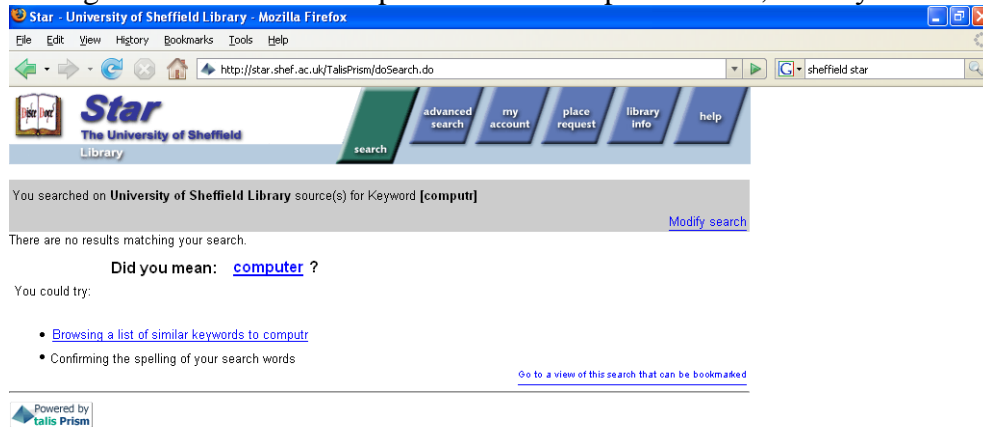 Star - University of Sheffield Library - Mozilla Firefox
File Edit View History Bookmarks Tools Help
http://star.shef.ac.uk/TalisPrism/doSearch.do
G sheffield star
Star
The University of Sheffield
Library
search
advanced search
my account
place request
library info
help
You searched on University of Sheffield Library source(s) for Keyword [computr]
Modify search
There are no results matching your search.
Did you mean: computer ?
You could try:
• Browsing a list of similar keywords to computr
• Confirming the spelling of your search words
Go to a view of this search that can be bookmarked
Powered by
talis Prism